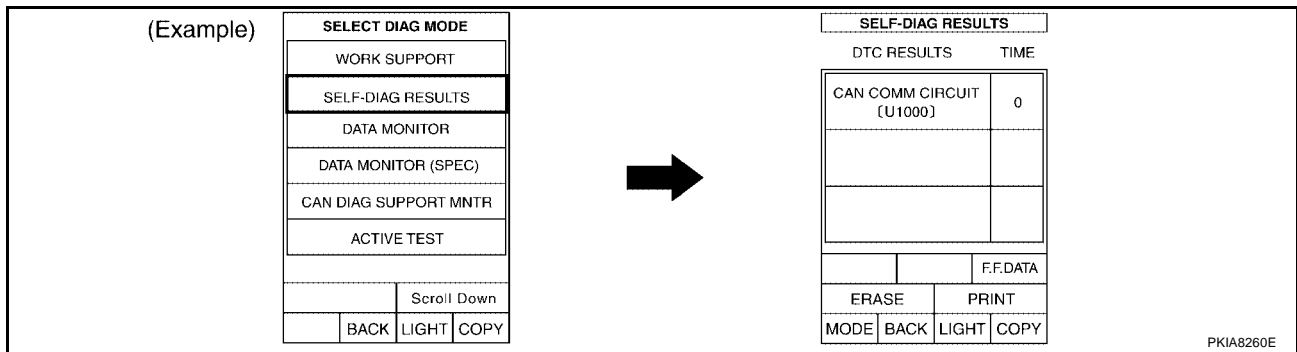 (Example)
SELECT DIAG MODE
WORK SUPPORT
SELF-DIAG RESULTS
DATA MONITOR
DATA MONITOR (SPEC)
CAN DIAG SUPPORT MNTR
ACTIVE TEST
Scroll Down
BACK LIGHT COPY
SELF-DIAG RESULTS
DTC RESULTS TIME
CAN COMM CIRCUIT 0
[U1000]
F.F.DATA
ERASE PRINT
MODE BACK LIGHT COPY
PKIA8260E